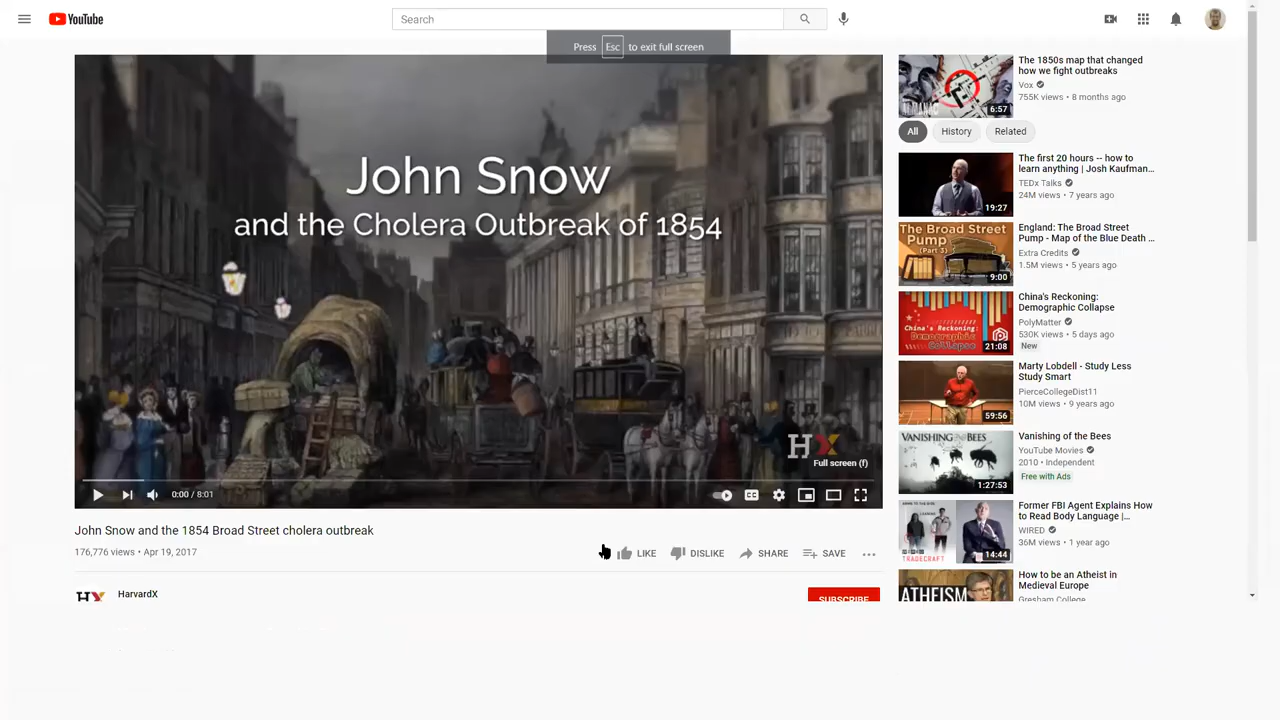 YouTube
Search
Press Esc to exit full screen
John Snow
and the Cholera Outbreak of 1854
HX
Full screen (f)
0:00 / 8:01
CC
John Snow and the 1854 Broad Street cholera outbreak
176,776 views • Apr 19, 2017
LIKE
DISLIKE
SHARE
SAVE
HX
HarvardX
SUBSCRIBE
ALMANAC
6:57
The 1850s map that changed
how we fight outbreaks
Vox
755K views • 8 months ago
All
History
Related
19:27
The first 20 hours -- how to
learn anything | Josh Kaufman...
TEDx Talks
24M views • 7 years ago
The Broad Street
Pump
(Part 3)
9:00
England: The Broad Street
Pump - Map of the Blue Death ...
Extra Credits
1.5M views • 5 years ago
China's Reckoning:
Demographic
Collapse
21:08
China's Reckoning:
Demographic Collapse
PolyMatter
530K views • 5 days ago
New
59:56
Marty Lobdell - Study Less
Study Smart
PierceCollegeDist11
10M views • 9 years ago
VANISHING OF THE BEES
1:27:53
Vanishing of the Bees
YouTube Movies
2010 • Independent
Free with Ads
TRADECRAFT
14:44
Former FBI Agent Explains How
to Read Body Language |...
WIRED
36M views • 1 year ago
ATHEISM
How to be an Atheist in
Medieval Europe
Gresham College